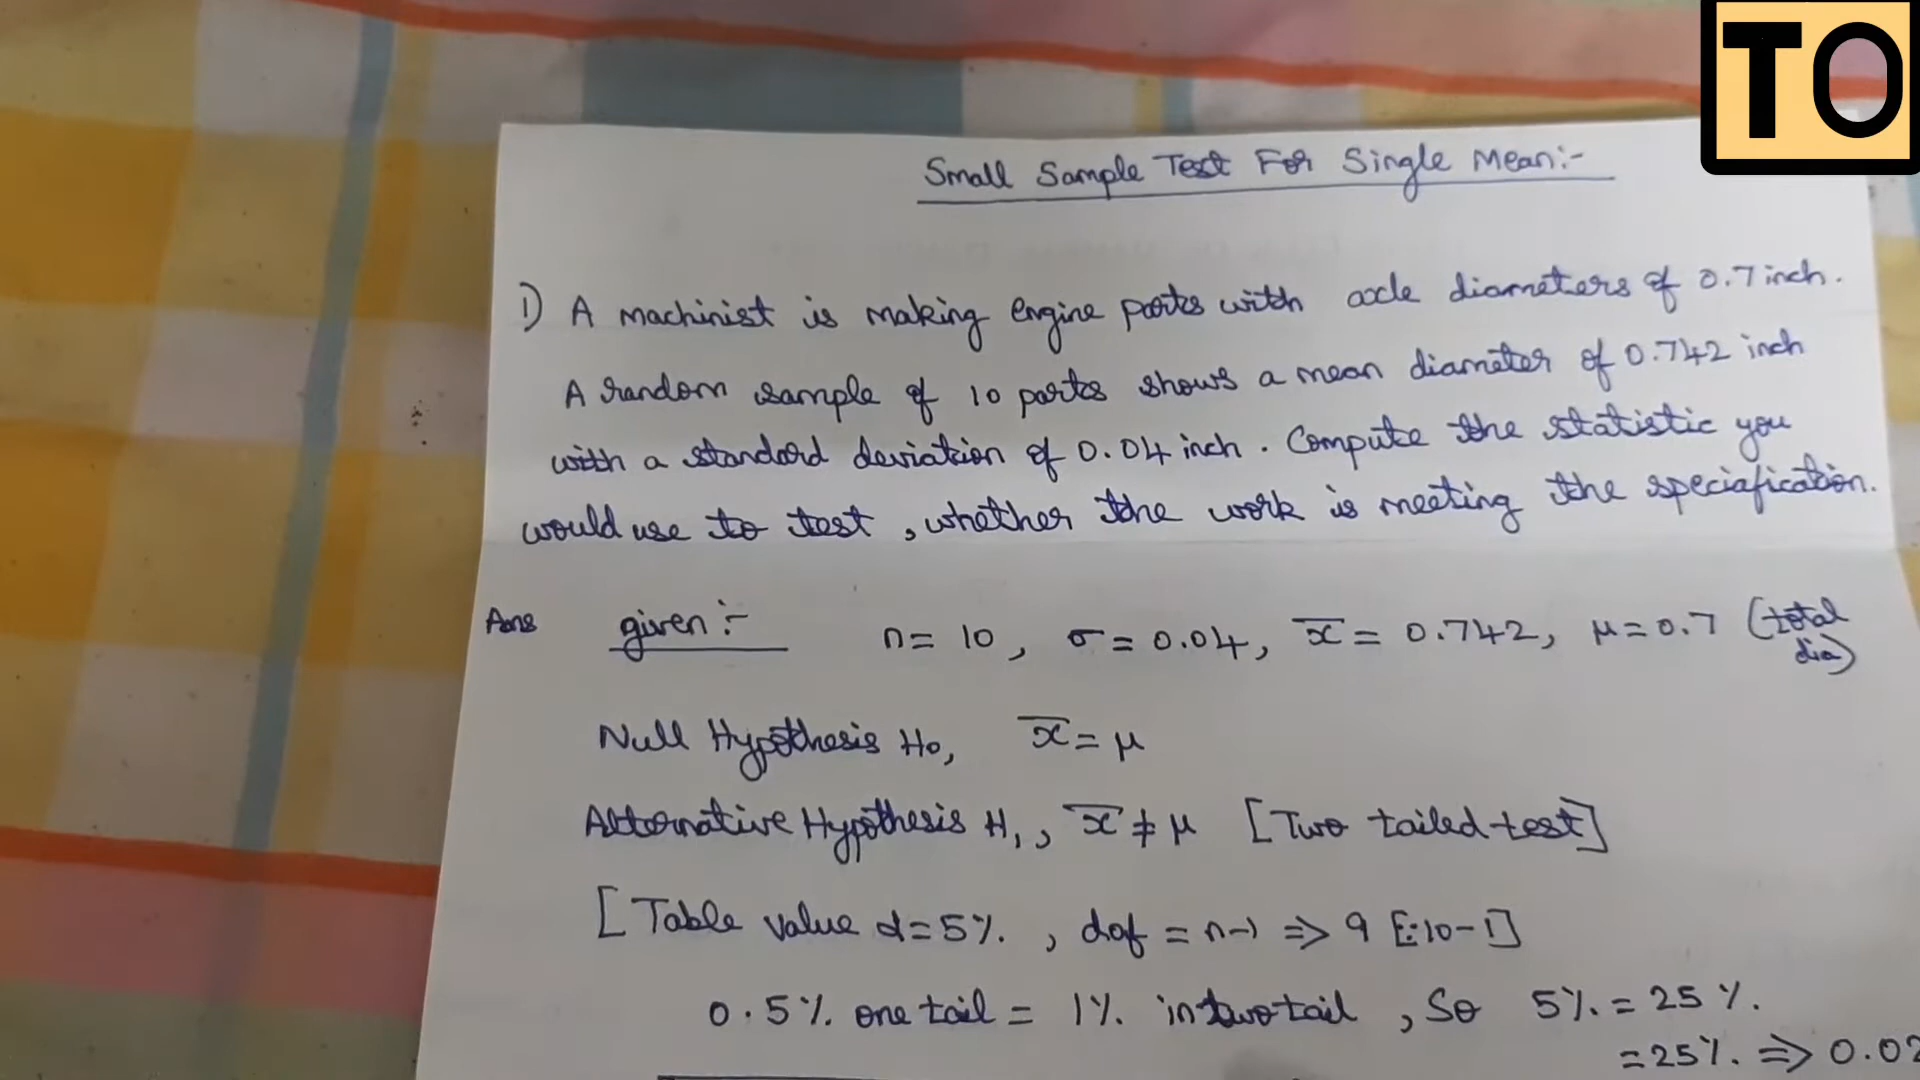 TO
Small Sample Test For Single Mean:-
1) A machinist is making engine parts with axle diameters of 0.7 inch.
A random sample of 10 parts shows a mean diameter of 0.742 inch
with a standard deviation of 0.04 inch. Compute the statistic you
would use to test, whether the work is meeting the speciafication.
Ans given:- n = 10, σ = 0.04, x̄ = 0.742, μ = 0.7 (total dia)
Null Hypothesis H₀, x̄ = μ
Alternative Hypothesis H₁, x̄ ≠ μ [Two tailed test]
[Table value α = 5%, dof = n-1 ⇒ 9 [∵ 10-1]
0.5% one tail = 1% in two tail, So 5% = 25%.
= 25% ⇒ 0.02